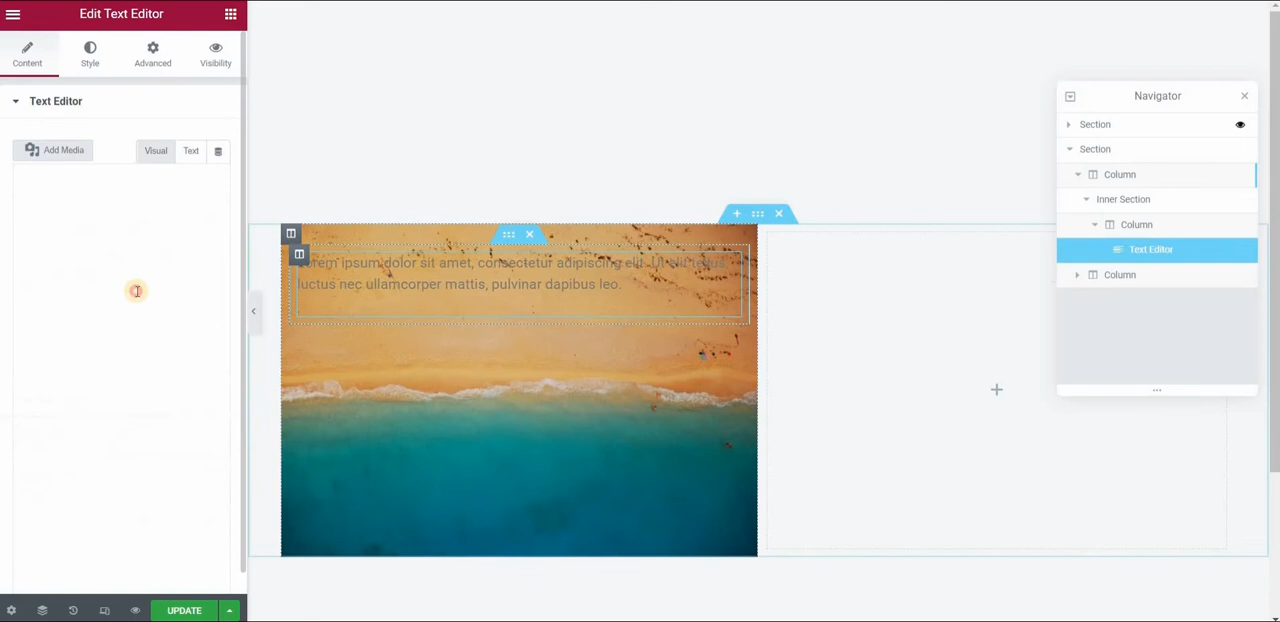 Edit Text Editor
Content
Style
Advanced
Visibility
Text Editor
Add Media
Visual
Text
UPDATE
Lorem ipsum dolor sit amet, consectetur adipiscing elit. Ut elit tellus,
luctus nec ullamcorper mattis, pulvinar dapibus leo.
Navigator
Section
Section
Column
Inner Section
Column
Text Editor
Column